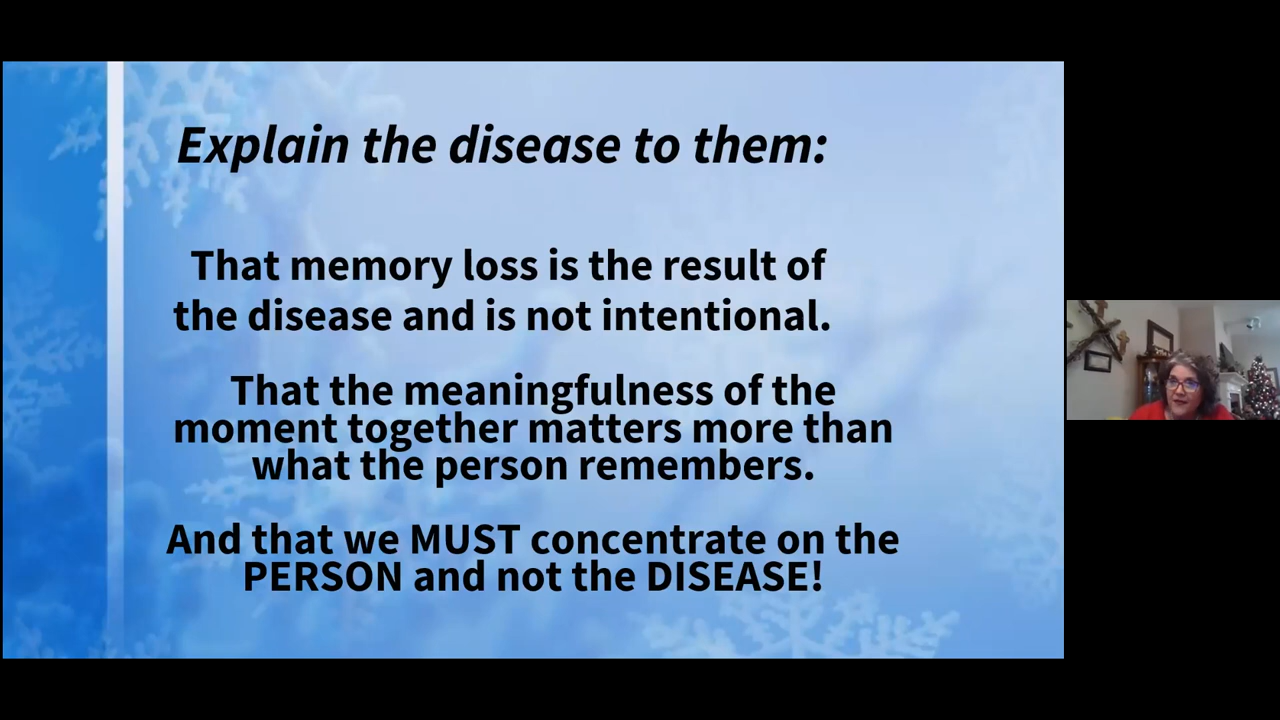 Explain the disease to them:
That memory loss is the result of
the disease and is not intentional.
That the meaningfulness of the
moment together matters more than
what the person remembers.
And that we MUST concentrate on the
PERSON and not the DISEASE!